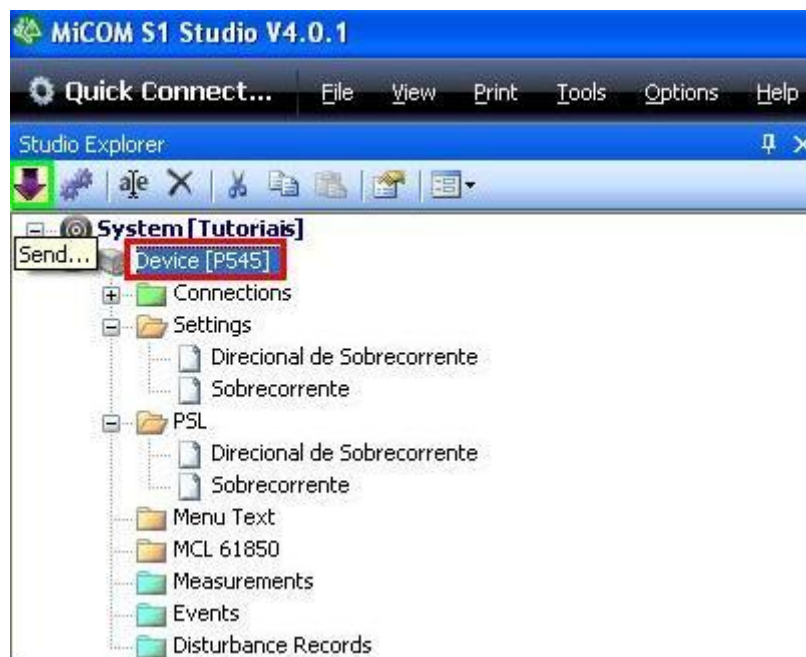 MiCOM S1 Studio V4.0.1
Quick Connect... File View Print Tools Options Help
Studio Explorer
System [Tutoriais]
Send... Device [P545]
Connections
Settings
Direcional de Sobrecorrente
Sobrecorrente
PSL
Direcional de Sobrecorrente
Sobrecorrente
Menu Text
MCL 61850
Measurements
Events
Disturbance Records